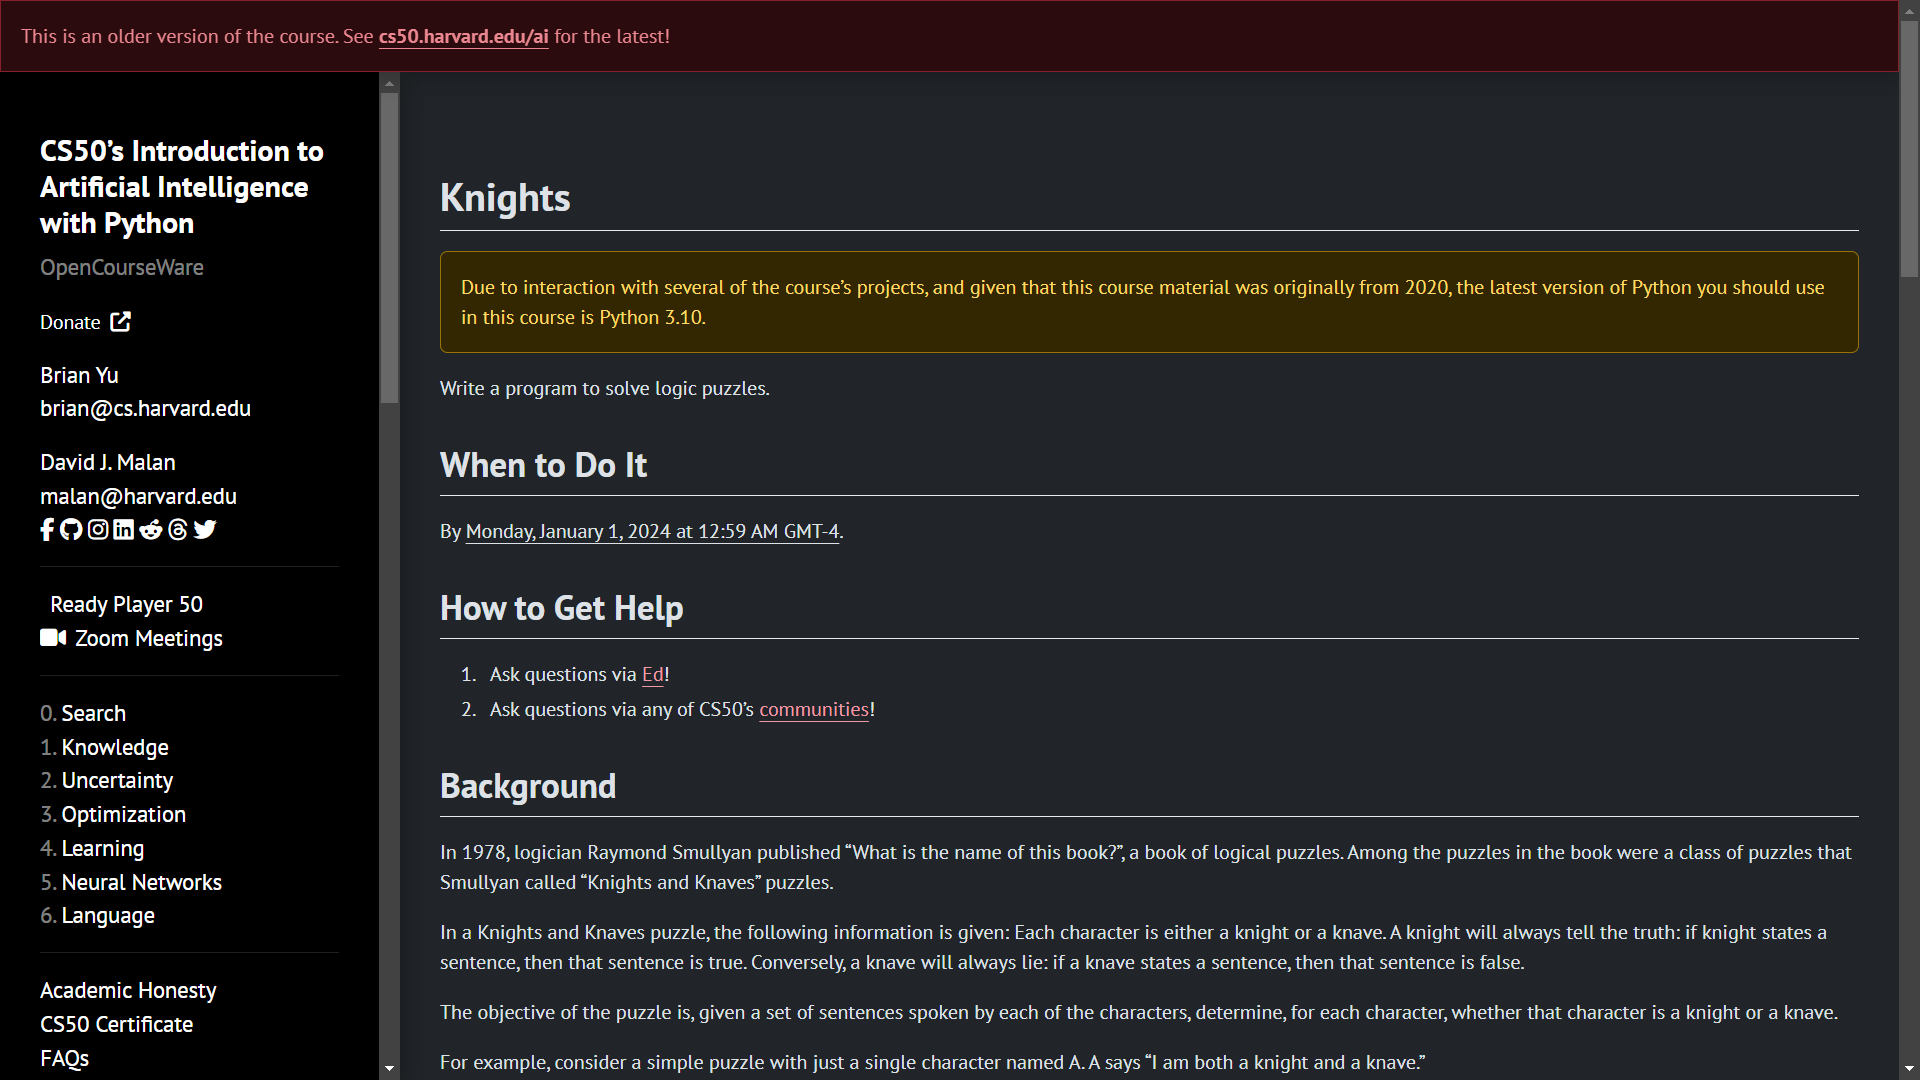 This is an older version of the course. See cs50.harvard.edu/ai for the latest!
CS50’s Introduction to
Artificial Intelligence
with Python
OpenCourseWare
Donate
Brian Yu
brian@cs.harvard.edu
David J. Malan
malan@harvard.edu
Ready Player 50
Zoom Meetings
0. Search
1. Knowledge
2. Uncertainty
3. Optimization
4. Learning
5. Neural Networks
6. Language
Academic Honesty
CS50 Certificate
FAQs
Knights
Due to interaction with several of the course’s projects, and given that this course material was originally from 2020, the latest version of Python you should use
in this course is Python 3.10.
Write a program to solve logic puzzles.
When to Do It
By Monday, January 1, 2024 at 12:59 AM GMT-4.
How to Get Help
1. Ask questions via Ed!
2. Ask questions via any of CS50’s communities!
Background
In 1978, logician Raymond Smullyan published “What is the name of this book?”, a book of logical puzzles. Among the puzzles in the book were a class of puzzles that
Smullyan called “Knights and Knaves” puzzles.
In a Knights and Knaves puzzle, the following information is given: Each character is either a knight or a knave. A knight will always tell the truth: if knight states a
sentence, then that sentence is true. Conversely, a knave will always lie: if a knave states a sentence, then that sentence is false.
The objective of the puzzle is, given a set of sentences spoken by each of the characters, determine, for each character, whether that character is a knight or a knave.
For example, consider a simple puzzle with just a single character named A. A says “I am both a knight and a knave.”